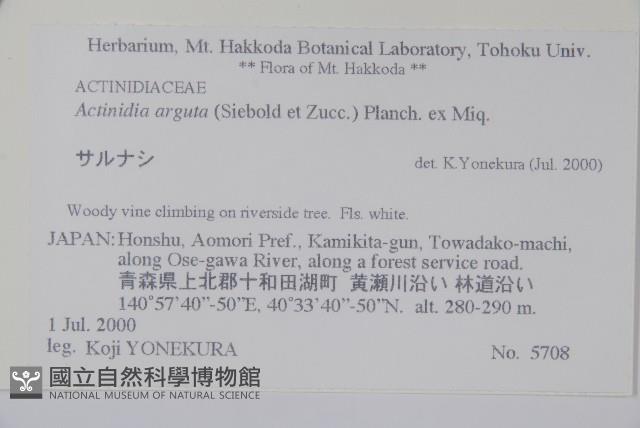 Herbarium, Mt. Hakkoda Botanical Laboratory, Tohoku Univ.
** Flora of Mt. Hakkoda **
ACTINIDIACEAE
Actinidia arguta (Siebold et Zucc.) Planch. ex Miq.
サルナシ
det. K.Yonekura (Jul. 2000)
Woody vine climbing on riverside tree. Fls. white.
JAPAN: Honshu, Aomori Pref., Kamikita-gun, Towadako-machi,
along Ose-gawa River, along a forest service road.
青森県上北郡十和田湖町 黄瀬川沿い 林道沿い
140°57'40”-50”E, 40°33'40”-50”N. alt. 280-290 m.
1 Jul. 2000
leg. Koji YONEKURA
No. 5708
國立自然科學博物館
NATIONAL MUSEUM OF NATURAL SCIENCE